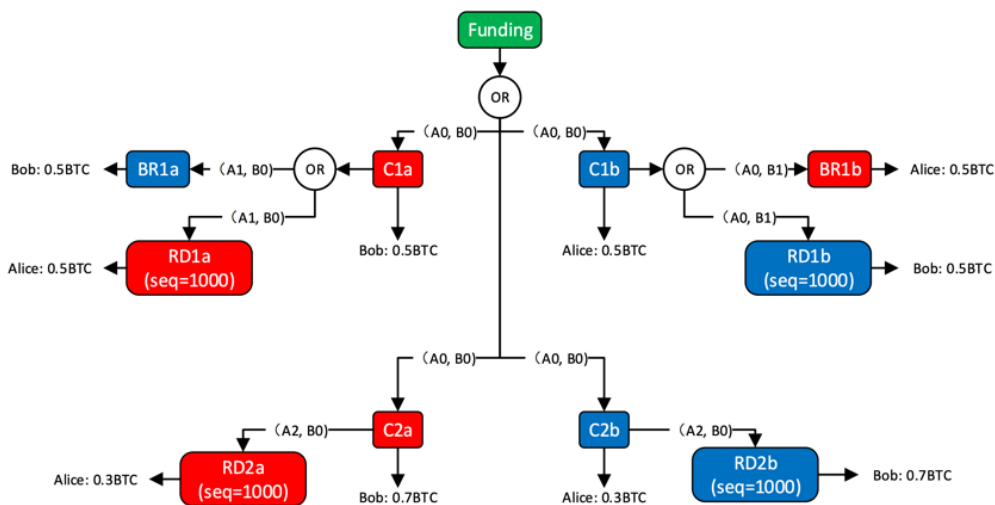 Funding
OR
(A0, B0)
(A0, B0)
Bob: 0.5BTC
BR1a
(A1, B0)
OR
C1a
C1b
OR
(A0, B1)
BR1b
Alice: 0.5BTC
(A1, B0)
(A0, B1)
Alice: 0.5BTC
RD1a
(seq=1000)
Bob: 0.5BTC
Alice: 0.5BTC
RD1b
(seq=1000)
Bob: 0.5BTC
(A0, B0)
(A0, B0)
(A2, B0)
C2a
C2b
(A2, B0)
Alice: 0.3BTC
RD2a
(seq=1000)
Bob: 0.7BTC
Alice: 0.3BTC
RD2b
(seq=1000)
Bob: 0.7BTC